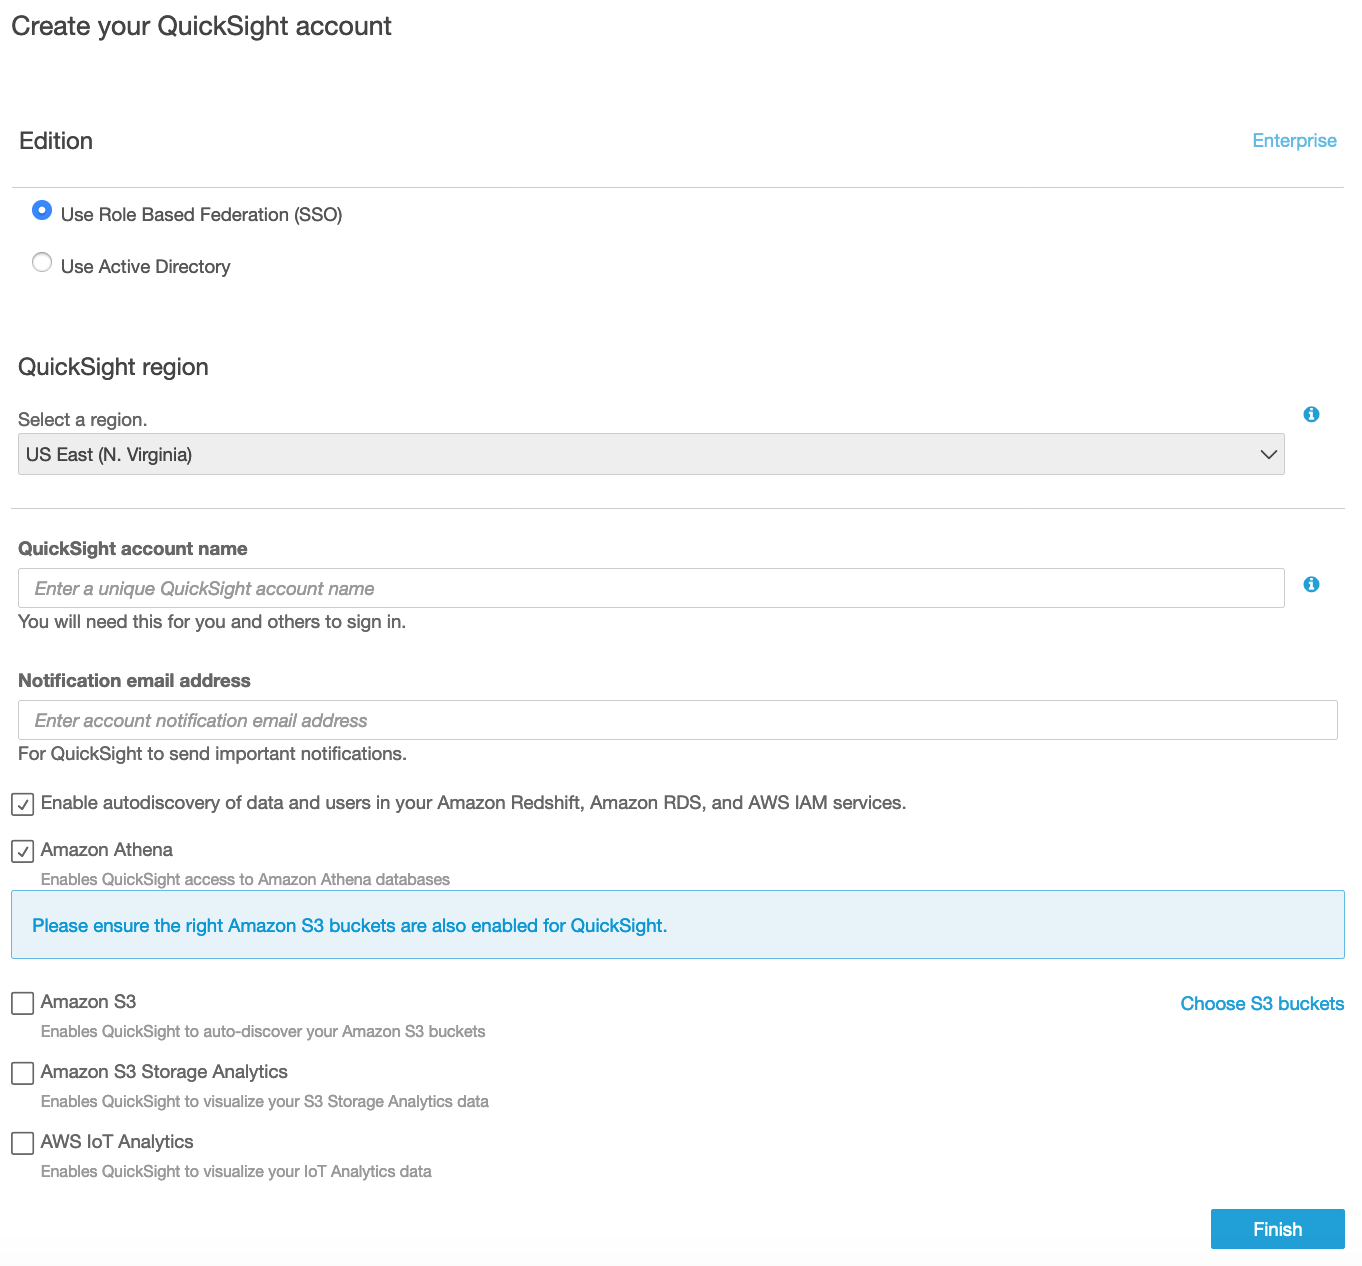 Create your QuickSight account
Edition
Enterprise
Use Role Based Federation (SSO)
Use Active Directory
QuickSight region
Select a region.
US East (N. Virginia)
QuickSight account name
Enter a unique QuickSight account name
You will need this for you and others to sign in.
Notification email address
Enter account notification email address
For QuickSight to send important notifications.
Enable autodiscovery of data and users in your Amazon Redshift, Amazon RDS, and AWS IAM services.
Amazon Athena
Enables QuickSight access to Amazon Athena databases
Please ensure the right Amazon S3 buckets are also enabled for QuickSight.
Amazon S3
Choose S3 buckets
Enables QuickSight to auto-discover your Amazon S3 buckets
Amazon S3 Storage Analytics
Enables QuickSight to visualize your S3 Storage Analytics data
AWS IoT Analytics
Enables QuickSight to visualize your IoT Analytics data
Finish